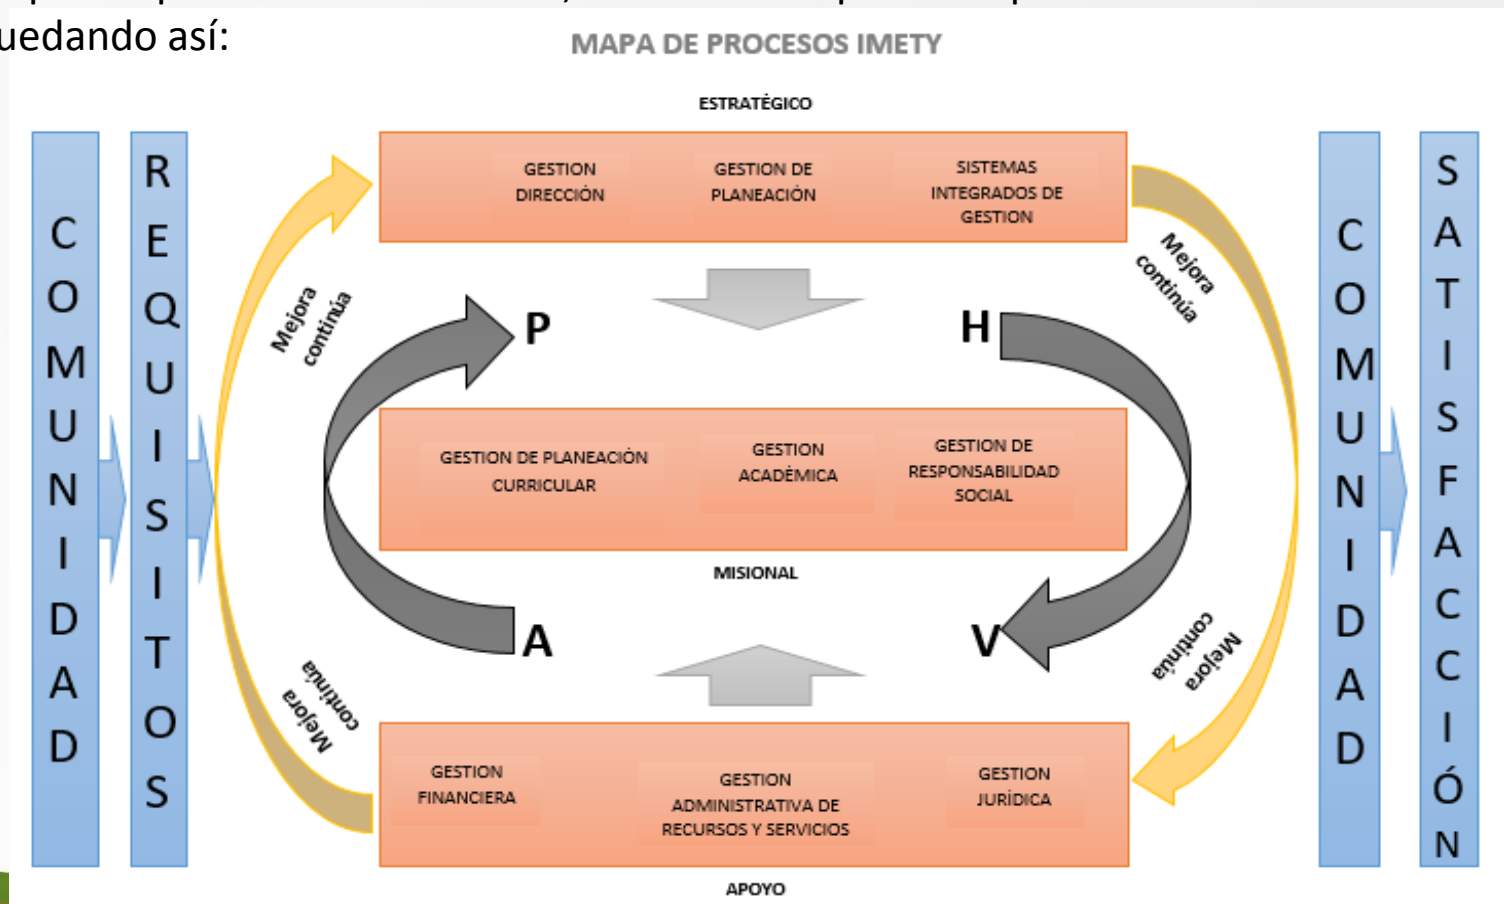 uedando así:
MAPA DE PROCESOS IMETY
ESTRATÉGICO
COMUNIDAD
REQUISITOS
GESTION
DIRECCIÓN
GESTION DE
PLANEACIÓN
SISTEMAS
INTEGRADOS DE
GESTION
Mejora
continúa
Mejora
continúa
P
H
GESTION DE PLANEACIÓN
CURRICULAR
GESTION
ACADÉMICA
GESTION DE
RESPONSABILIDAD
SOCIAL
MISIONAL
A
V
Mejora
continúa
Mejora
continúa
GESTION
FINANCIERA
GESTION
ADMINISTRATIVA DE
RECURSOS Y SERVICIOS
GESTION
JURÍDICA
APOYO
COMUNIDAD
SATISFACCIÓN